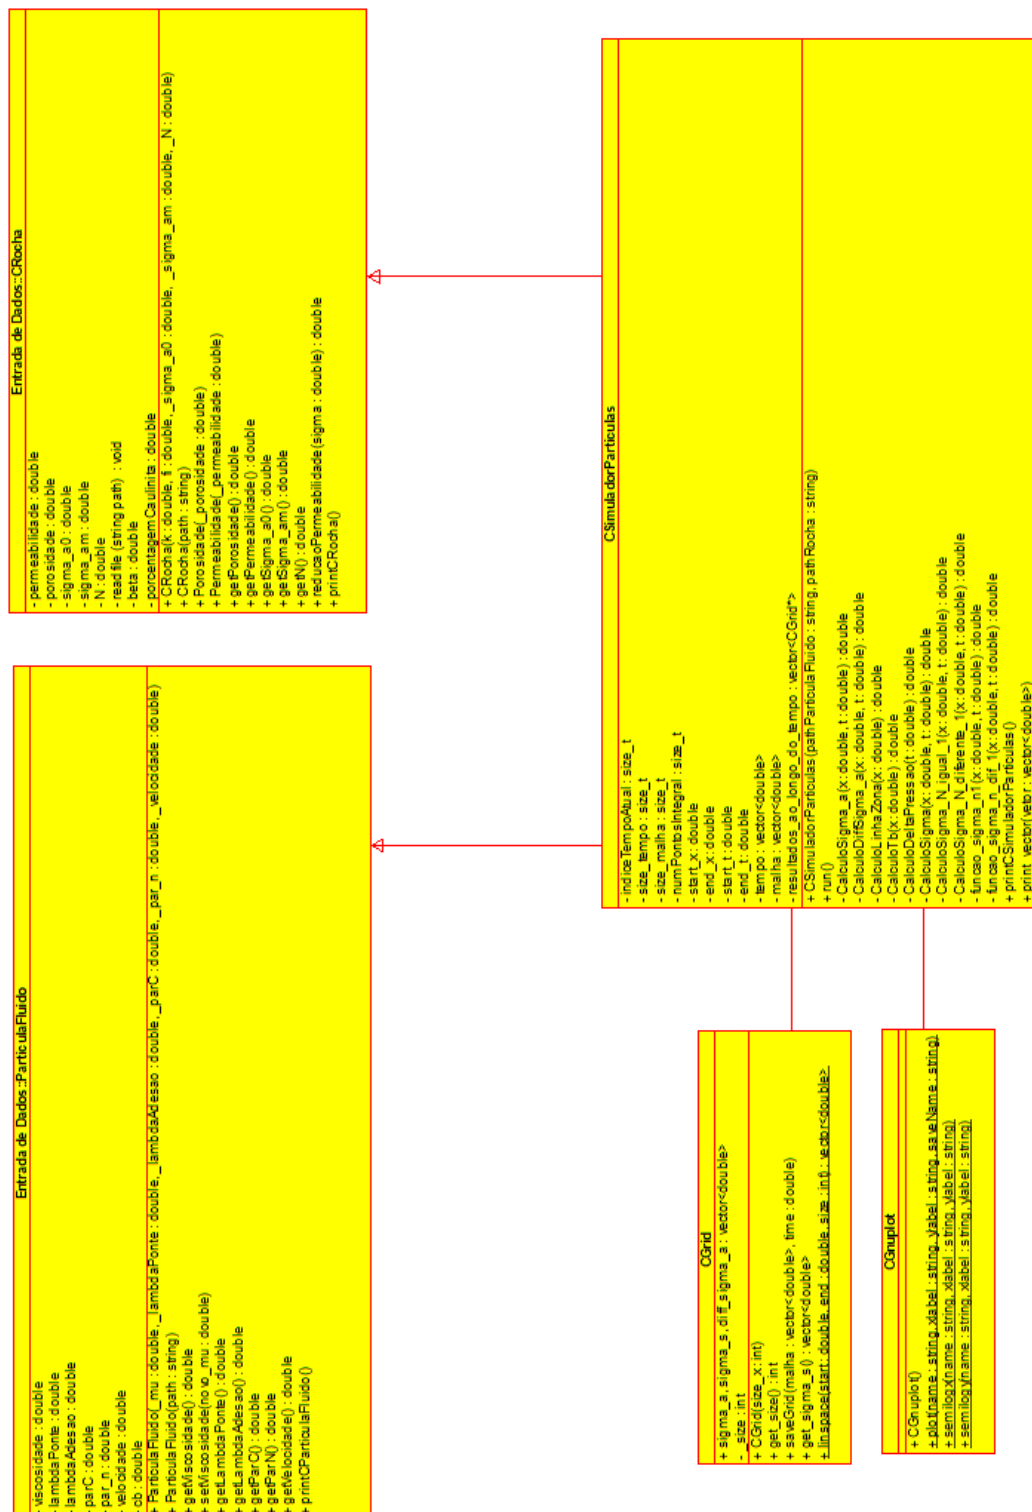 Entrada de Dados::ParticulaFluido
- viscosidade : double
- lambdaPonte : double
- lambdaAdesao : double
- parC : double
- par_n : double
- velocidade : double
- cb : double
+ ParticulaFluido(_mu : double, _lambdaPonte : double, _lambdaAdesao : double, _parC : double, _par_n : double, _velocidade : double)
+ ParticulaFluido(path : string)
+ getViscosidade() : double
+ setViscosidade(novo_mu : double)
+ getLambdaPonte() : double
+ getLambdaAdesao() : double
+ getParC() : double
+ getParN() : double
+ getVelocidade() : double
+ printCParticulaFluido()
Entrada de Dados::CRocha
- permeabilidade : double
- porosidade : double
- sigma_a0 : double
- sigma_am : double
- N : double
- readfile (string path) : void
- beta : double
- porcentagemCaulinita : double
+ CRocha(k : double, fi : double, _sigma_a0 : double, _sigma_am : double, _N : double)
+ CRocha(path : string)
+ Porosidade(_porosidade : double)
+ Permeabilidade(_permeabilidade : double)
+ getPorosidade() : double
+ getPermeabilidade() : double
+ getSigma_a0() : double
+ getSigma_am() : double
+ getN() : double
+ reducaoPermeabilidade(sigma : double) : double
+ printCRocha()
CGrid
+ sigma_a, sigma_s, diff_sigma_a : vector<double>
- _size : int
+ CGrid(size_x : int)
+ get_size() : int
+ saveGrid(malha : vector<double>, time : double)
+ get_sigma_s() : vector<double>
+ linspace(start : double, end : double, size : int) : vector<double>
CGnuplot
+ CGnuplot()
+ plot(name : string, xlabel : string, ylabel : string, saveName : string)
+ semilogx(name : string, xlabel : string, ylabel : string)
+ semilogy(name : string, xlabel : string, ylabel : string)
CSimuladorParticulas
- indiceTempoAtual : size_t
- size_tempo : size_t
- size_malha : size_t
- numPontosIntegral : size_t
- start_x : double
- end_x : double
- start_t : double
- end_t : double
- tempo : vector<double>
- malha : vector<double>
- resultados_ao_longo_do_tempo : vector<CGrid*>
+ CSimuladorParticulas(pathParticulaFluido : string, pathRocha : string)
+ run()
- CalculoSigma_a(x : double, t : double) : double
- CalculoDiffSigma_a(x : double, t : double) : double
- CalculoLinhaZona(x : double) : double
- CalculoTb(x : double) : double
- CalculoDeltaPressao(t : double) : double
- CalculoSigma(x : double, t : double) : double
- CalculoSigma_N_igual_1(x : double, t : double) : double
- CalculoSigma_N_diferente_1(x : double, t : double) : double
- funcao_sigma_n1(x : double, t : double) : double
- funcao_sigma_n_dif_1(x : double, t : double) : double
+ printCSimuladorParticulas()
+ print_vector(vetor : vector<double>)